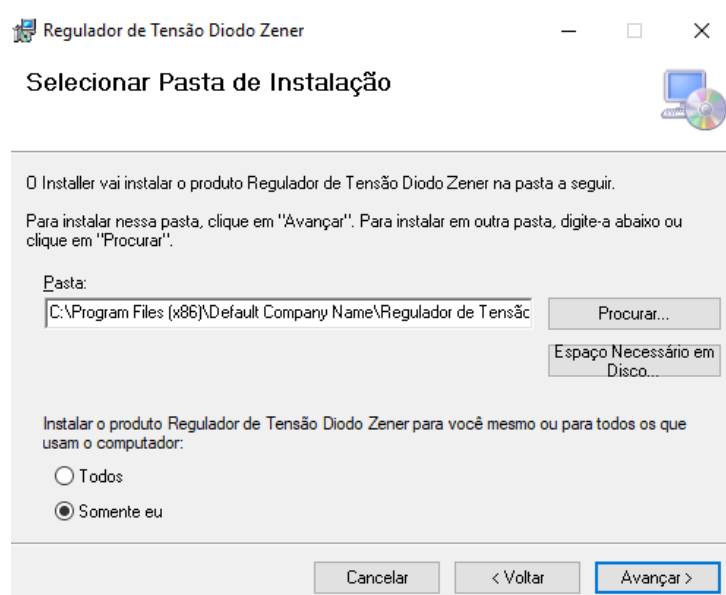 Regulador de Tensão Diodo Zener
Selecionar Pasta de Instalação
O Installer vai instalar o produto Regulador de Tensão Diodo Zener na pasta a seguir.
Para instalar nessa pasta, clique em "Avançar". Para instalar em outra pasta, digite-a abaixo ou
clique em "Procurar".
Pasta:
C:\Program Files (x86)\Default Company Name\Regulador de Tensão
Procurar...
Espaço Necessário em
Disco...
Instalar o produto Regulador de Tensão Diodo Zener para você mesmo ou para todos os que
usam o computador:
Todos
Somente eu
Cancelar
< Voltar
Avançar >